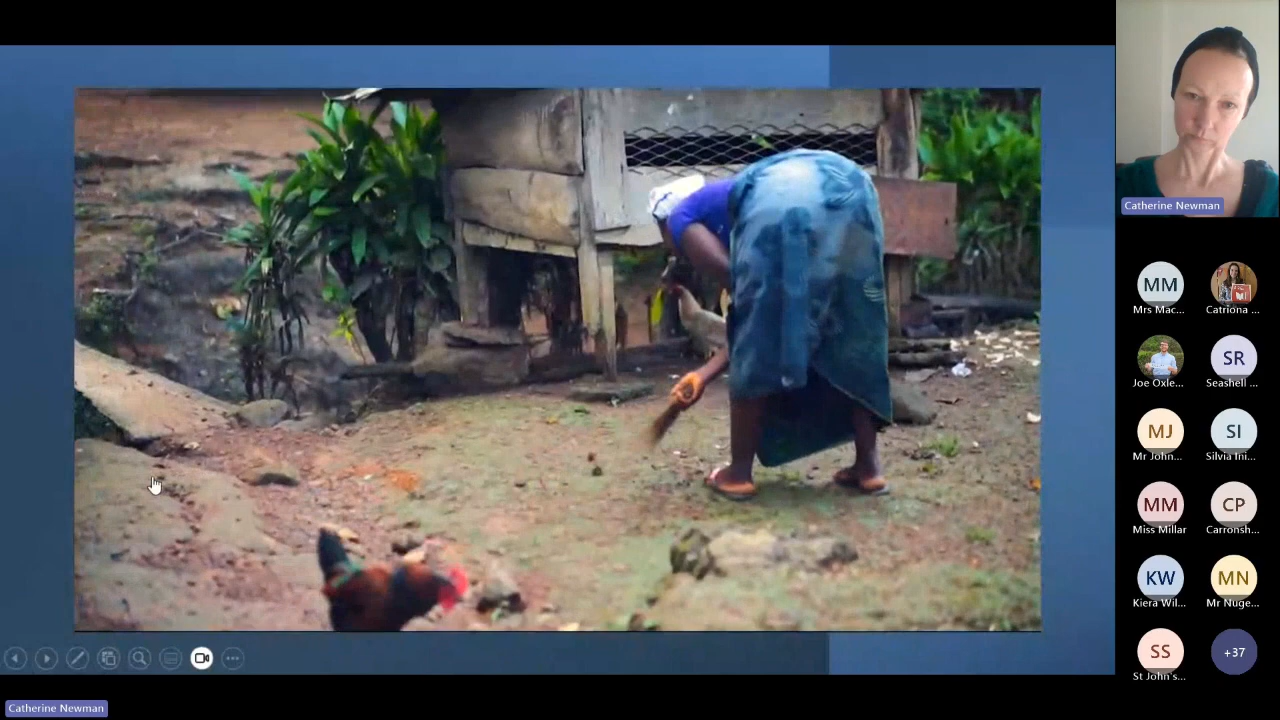 Catherine Newman
MM
Mrs Mac...
Catriona ...
Joe Oxle...
SR
Seashell ...
MJ
Mr John...
SI
Silvia Ini...
MM
Miss Millar
CP
Carronsh...
KW
Kiera Wil...
MN
Mr Nuge...
SS
St John's...
+37
Catherine Newman